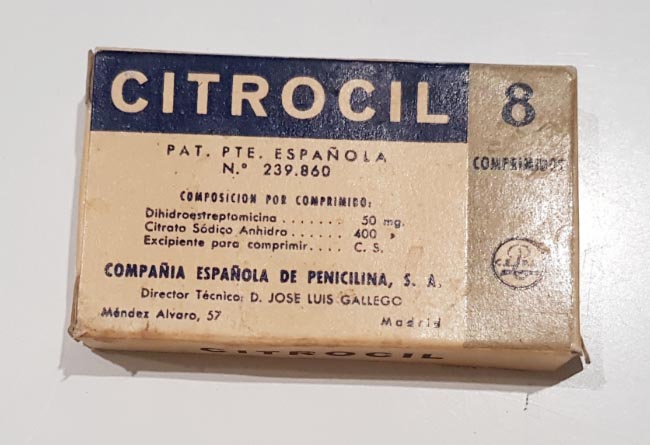 CITROCIL
8
COMPRIMIDOS
PAT. PTE. ESPAÑOLA
N.º 239.860
COMPOSICION POR COMPRIMIDO:
Dihidroestreptomicina ....... 50 mg.
Citrato Sódico Anhidro ..... 400 »
Excipiente para comprimir.... C. S.
COMPAÑIA ESPAÑOLA DE PENICILINA, S. A.
Director Técnico: D. JOSE LUIS GALLEGO
Méndez Alvaro, 57 Madrid
CITROCIL